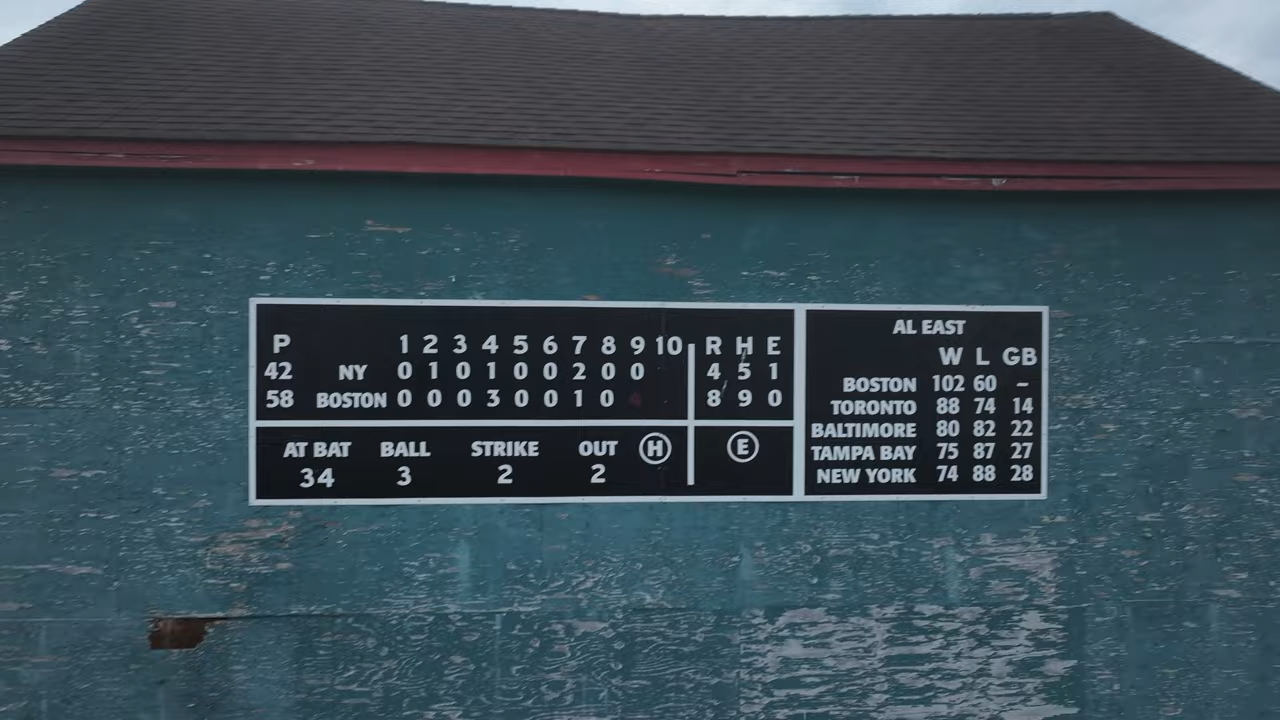 P 1 2 3 4 5 6 7 8 9 10 R H E
42 NY 0 1 0 1 0 0 2 0 0 4 5 1
58 BOSTON 0 0 0 3 0 0 1 0 8 9 0
AT BAT BALL STRIKE OUT H E
34 3 2 2
AL EAST
W L GB
BOSTON 102 60 –
TORONTO 88 74 14
BALTIMORE 80 82 22
TAMPA BAY 75 87 27
NEW YORK 74 88 28